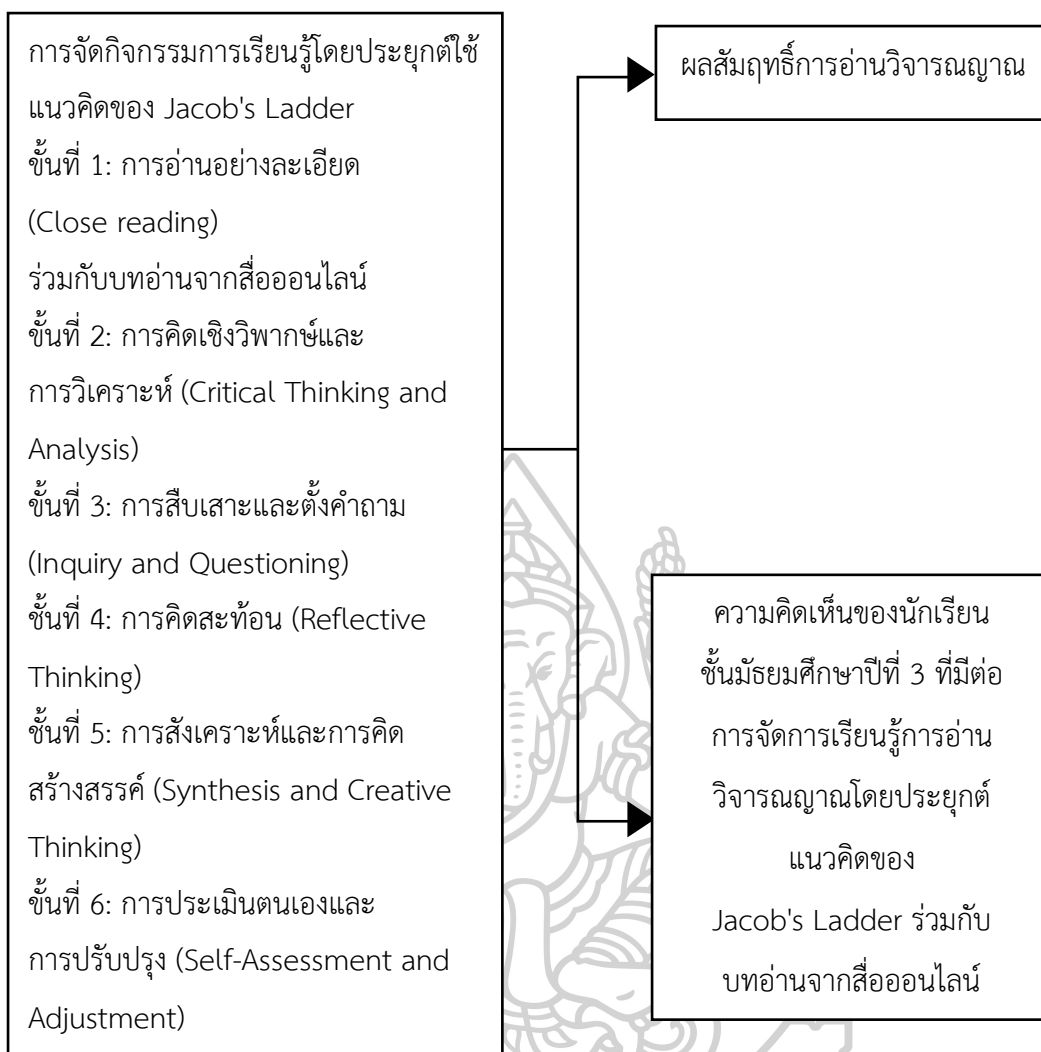 การจัดกิจกรรมการเรียนรู้โดยประยุกต์ใช้
แนวคิดของ Jacob's Ladder
ขั้นที่ 1: การอ่านอย่างละเอียด
(Close reading)
ร่วมกับบทอ่านจากสื่อออนไลน์
ขั้นที่ 2: การคิดเชิงวิพากษ์และ
การวิเคราะห์ (Critical Thinking and
Analysis)
ขั้นที่ 3: การสืบเสาะและตั้งคำถาม
(Inquiry and Questioning)
ชั้นที่ 4: การคิดสะท้อน (Reflective
Thinking)
ชั้นที่ 5: การสังเคราะห์และการคิด
สร้างสรรค์ (Synthesis and Creative
Thinking)
ขั้นที่ 6: การประเมินตนเองและ
การปรับปรุง (Self-Assessment and
Adjustment)
ผลสัมฤทธิ์การอ่านวิจารณญาณ
ความคิดเห็นของนักเรียน
ชั้นมัธยมศึกษาปีที่ 3 ที่มีต่อ
การจัดการเรียนรู้การอ่าน
วิจารณญาณโดยประยุกต์
แนวคิดของ
Jacob's Ladder ร่วมกับ
บทอ่านจากสื่อออนไลน์